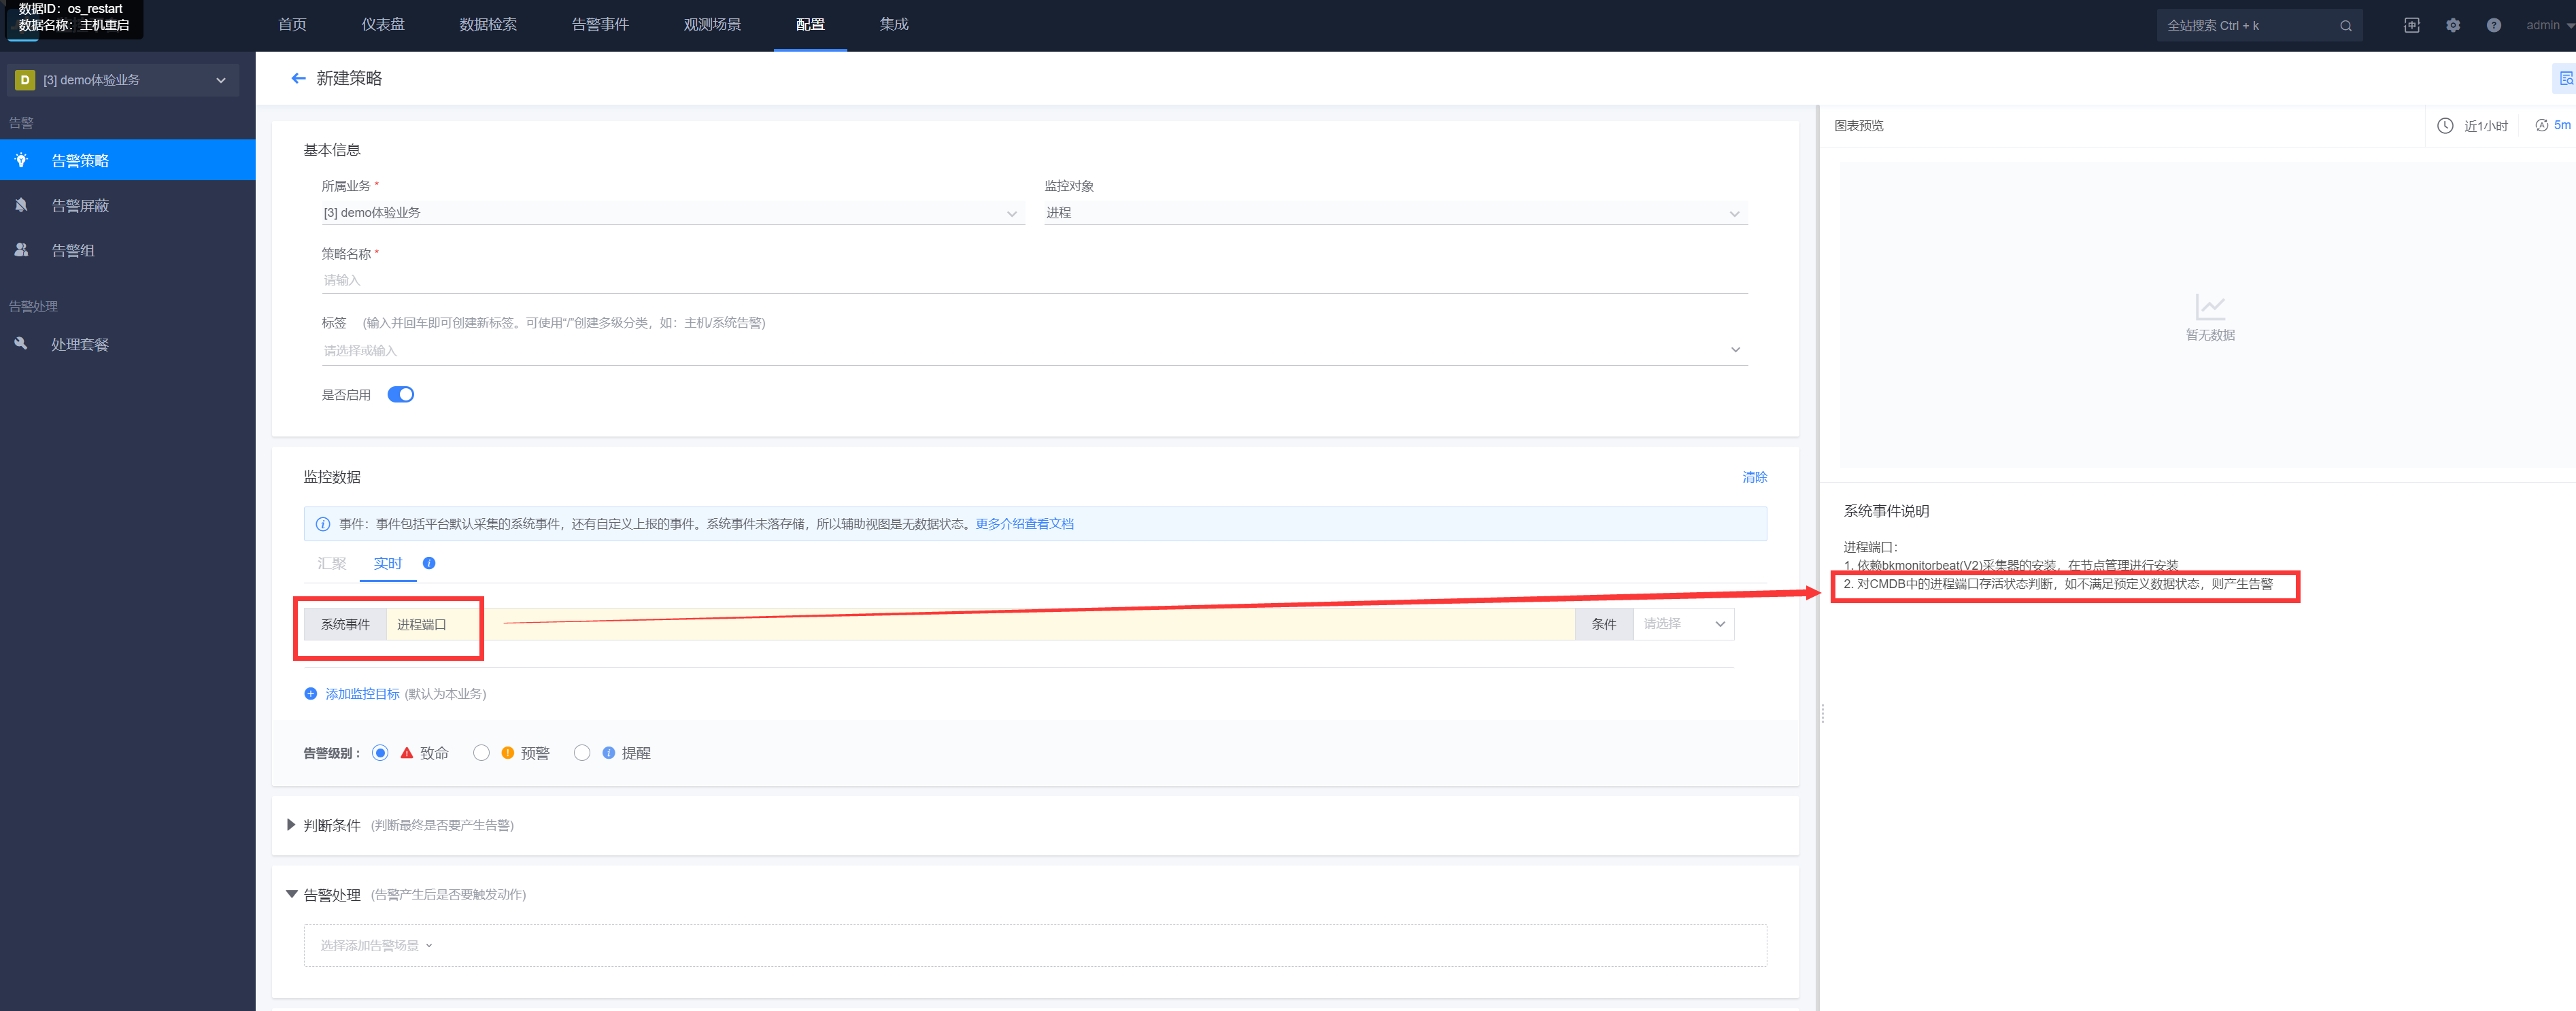 数据ID：os_restart
数据名称：主机重启
首页
仪表盘
数据检索
告警事件
观测场景
配置
集成
全站搜索 Ctrl + k
中
admin
D
[3] demo体验业务
告警
告警策略
告警屏蔽
告警组
告警处理
处理套餐
新建策略
基本信息
所属业务 *
[3] demo体验业务
监控对象
进程
策略名称 *
请输入
标签 (输入并回车即可创建新标签。可使用“/”创建多级分类，如：主机/系统告警)
请选择或输入
是否启用
监控数据
清除
事件：事件包括平台默认采集的系统事件，还有自定义上报的事件。系统事件未落存储，所以辅助视图是无数据状态。更多介绍查看文档
汇聚
实时
系统事件
进程端口
条件
请选择
添加监控目标 (默认为本业务)
告警级别：
致命
预警
提醒
判断条件 (判断最终是否要产生告警)
告警处理 (告警产生后是否要触发动作)
选择添加告警场景
图表预览
近1小时
5m
暂无数据
系统事件说明
进程端口：
1. 依赖bkmonitorbeat(V2)采集器的安装，在节点管理进行安装
2. 对CMDB中的进程端口存活状态判断，如不满足预定义数据状态，则产生告警